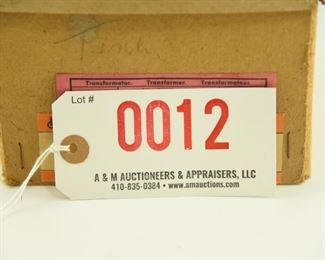 Transformator. Transformer. Transformateur.
Lot #
0012
A & M AUCTIONEERS & APPRAISERS, LLC
410-835-0384 • www.amauctions.com